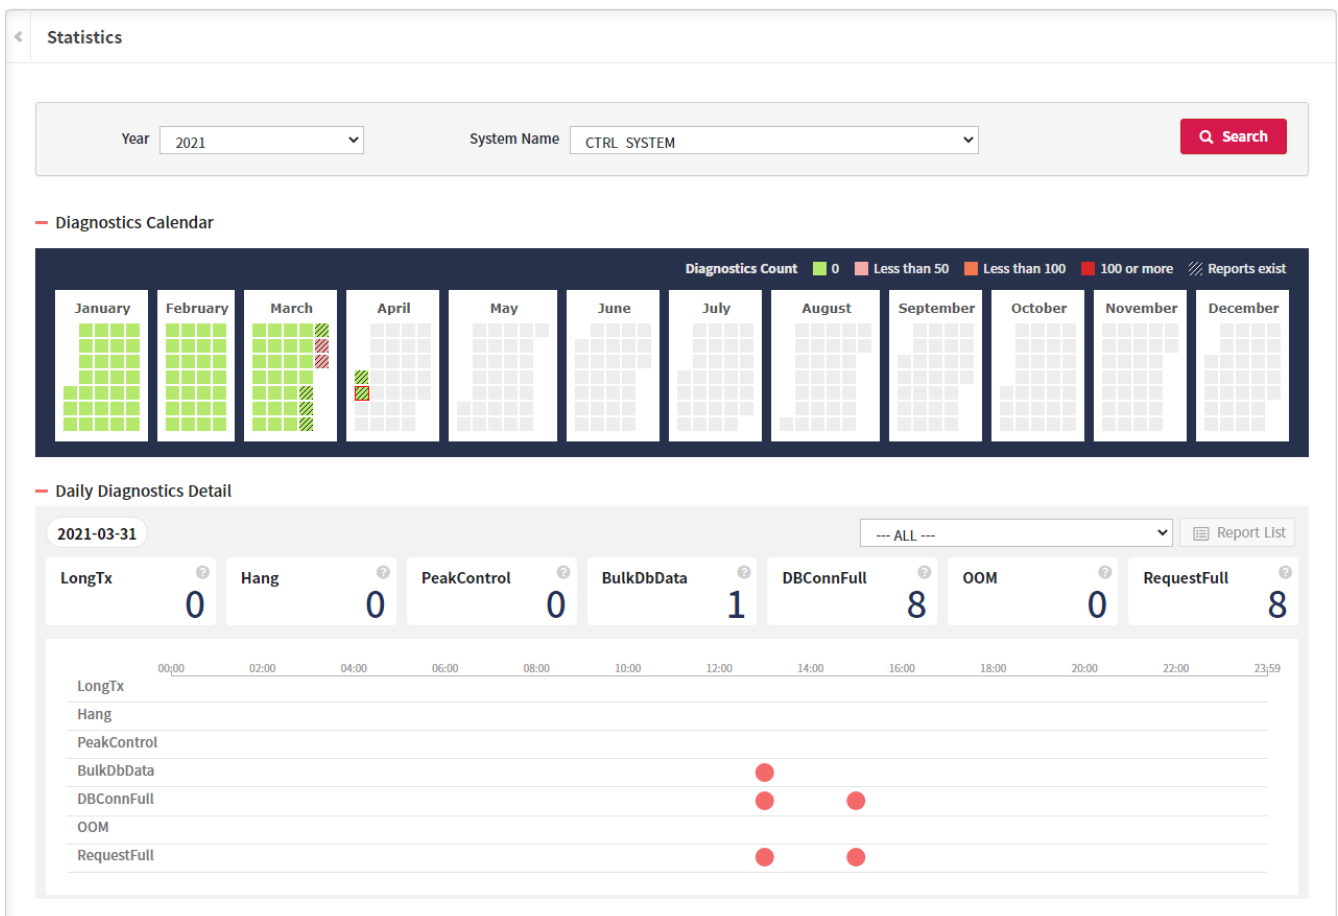 Statistics
Year 2021 System Name CTRL SYSTEM Search
Diagnostics Calendar
Diagnostics Count 0 Less than 50 Less than 100 100 or more Reports exist
January February March April May June July August September October November December
Daily Diagnostics Detail
2021-03-31 --- ALL --- Report List
LongTx ? Hang ? PeakControl ? BulkDbData ? DBConnFull ? OOM ? RequestFull ?
0 0 0 1 8 0 8
00:00 02:00 04:00 06:00 08:00 10:00 12:00 14:00 16:00 18:00 20:00 22:00 23:59
LongTx
Hang
PeakControl
BulkDbData
DBConnFull
OOM
RequestFull